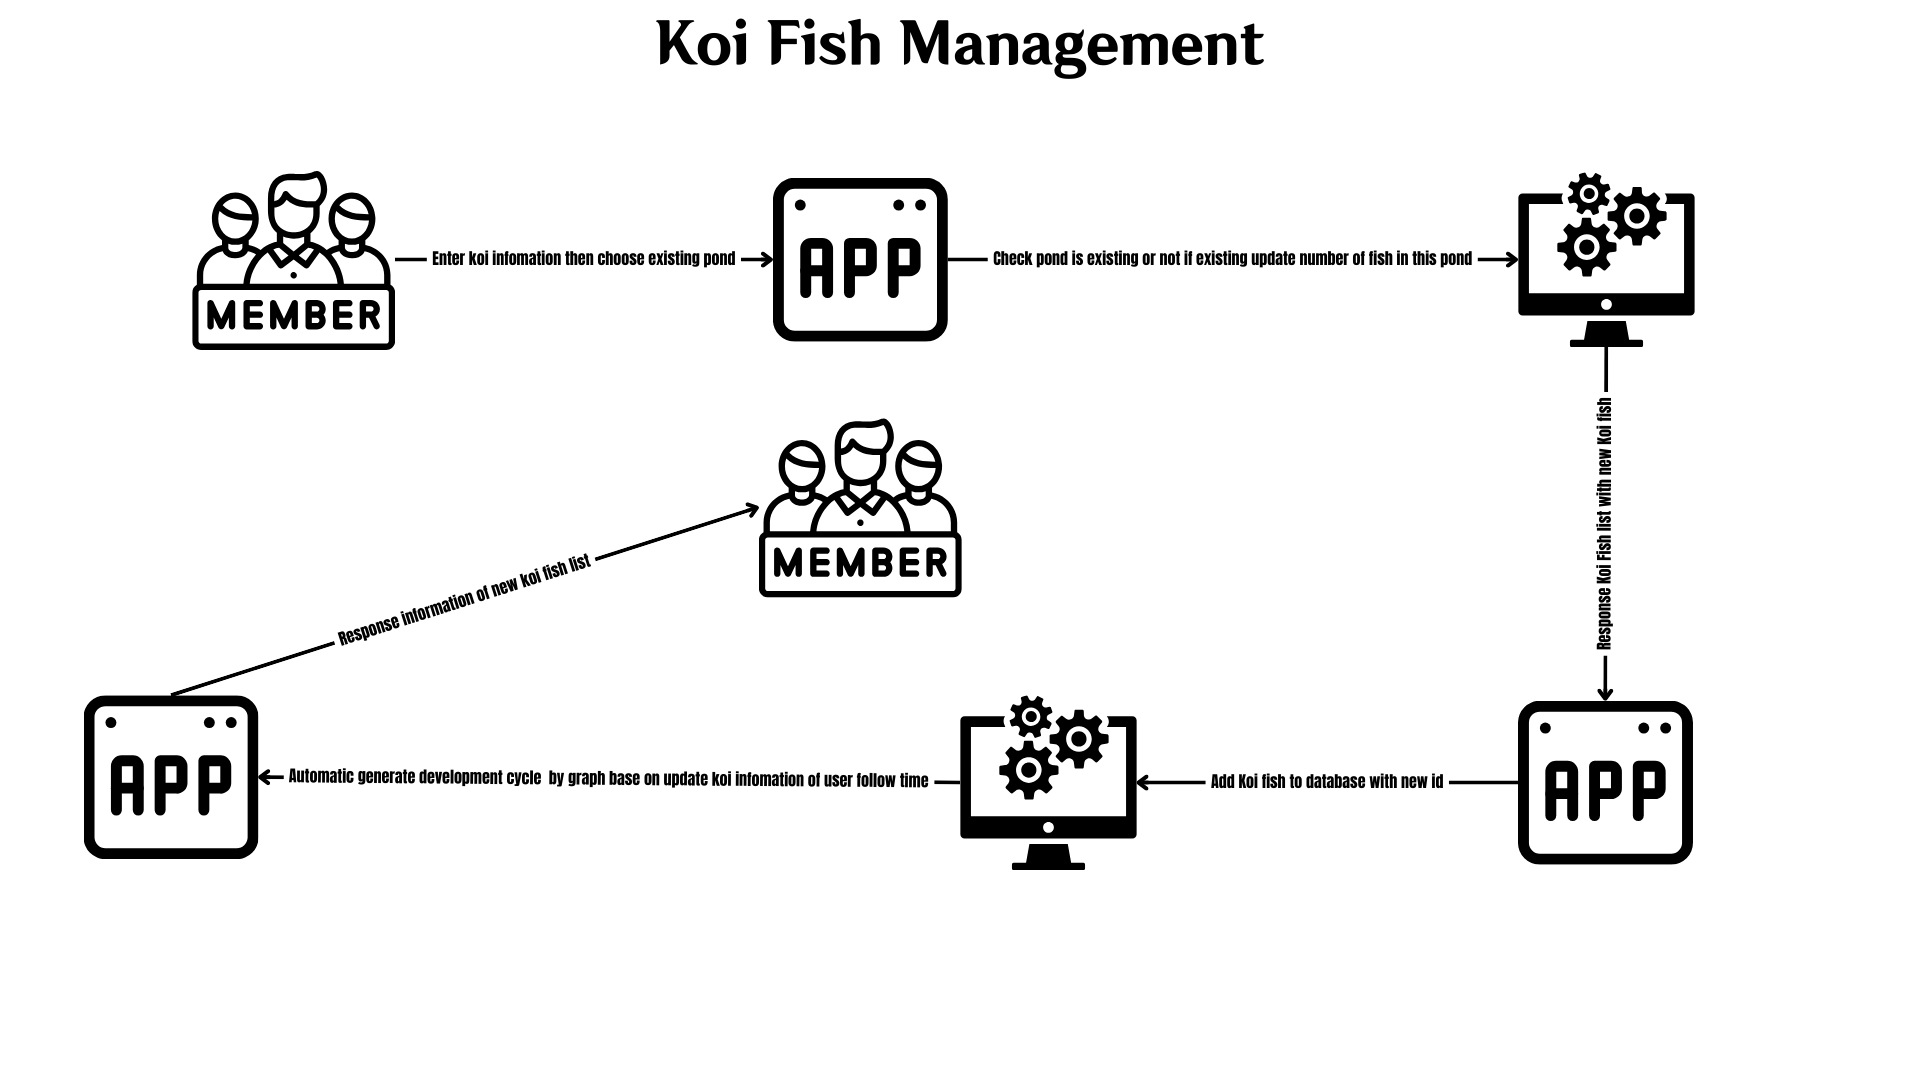 Koi Fish Management
MEMBER
Enter koi infomation then choose existing pond
APP
Check pond is existing or not if existing update number of fish in this pond
Response Koi Fish list with new Koi fish
MEMBER
Response information of new koi fish list
APP
Automatic generate development cycle  by graph base on update koi infomation of user follow time
Add Koi fish to database with new id
APP